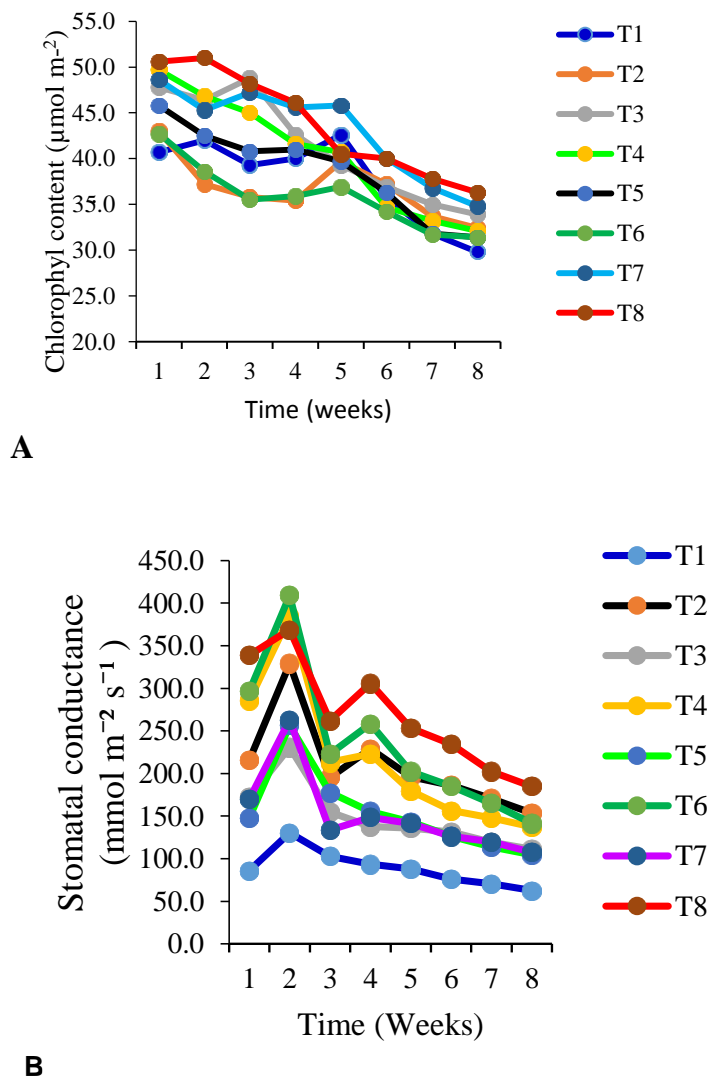 55.0
50.0
45.0
40.0
35.0
30.0
25.0
20.0
Chlorophyl content (µmol m-²)
1 2 3 4 5 6 7 8
Time (weeks)
T1
T2
T3
T4
T5
T6
T7
T8
A
450.0
400.0
350.0
300.0
250.0
200.0
150.0
100.0
50.0
0.0
Stomatal conductance
(mmol m⁻² s⁻¹ )
1 2 3 4 5 6 7 8
Time (Weeks)
T1
T2
T3
T4
T5
T6
T7
T8
B